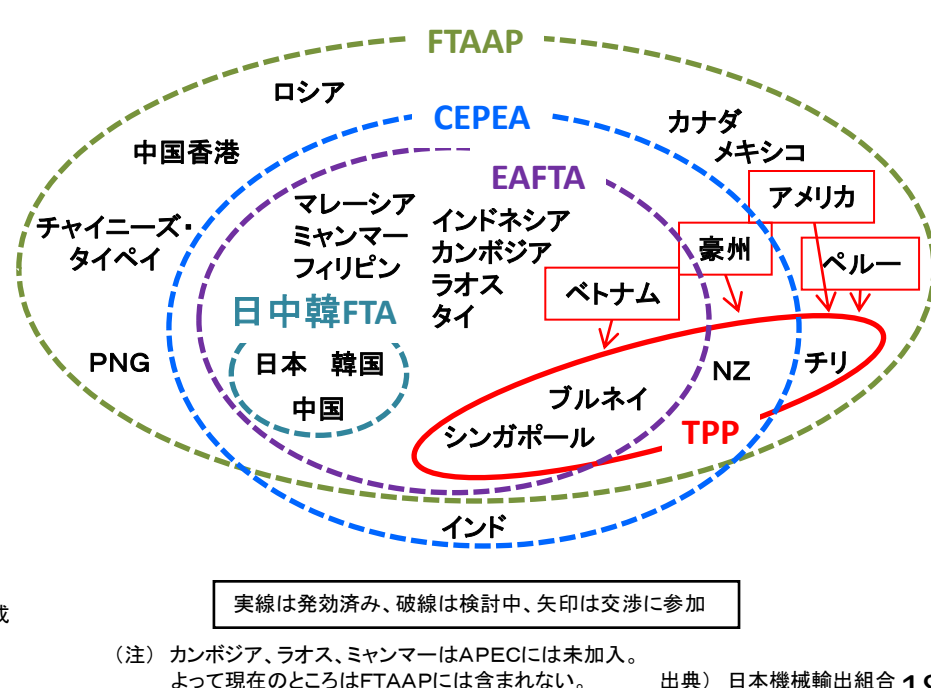 FTAAP
ロシア
CEPEA
カナダ
メキシコ
中国香港
EAFTA
アメリカ
マレーシア
ミャンマー
フィリピン
インドネシア
カンボジア
ラオス
タイ
チャイニーズ・
タイペイ
豪州
ペルー
ベトナム
日中韓FTA
PNG
日本 韓国
中国
NZ
チリ
ブルネイ
シンガポール
TPP
インド
実線は発効済み、破線は検討中、矢印は交渉に参加
（注） カンボジア、ラオス、ミャンマーはAPECには未加入。
よって現在のところはFTAAPには含まれない。
出典） 日本機械輸出組合 19